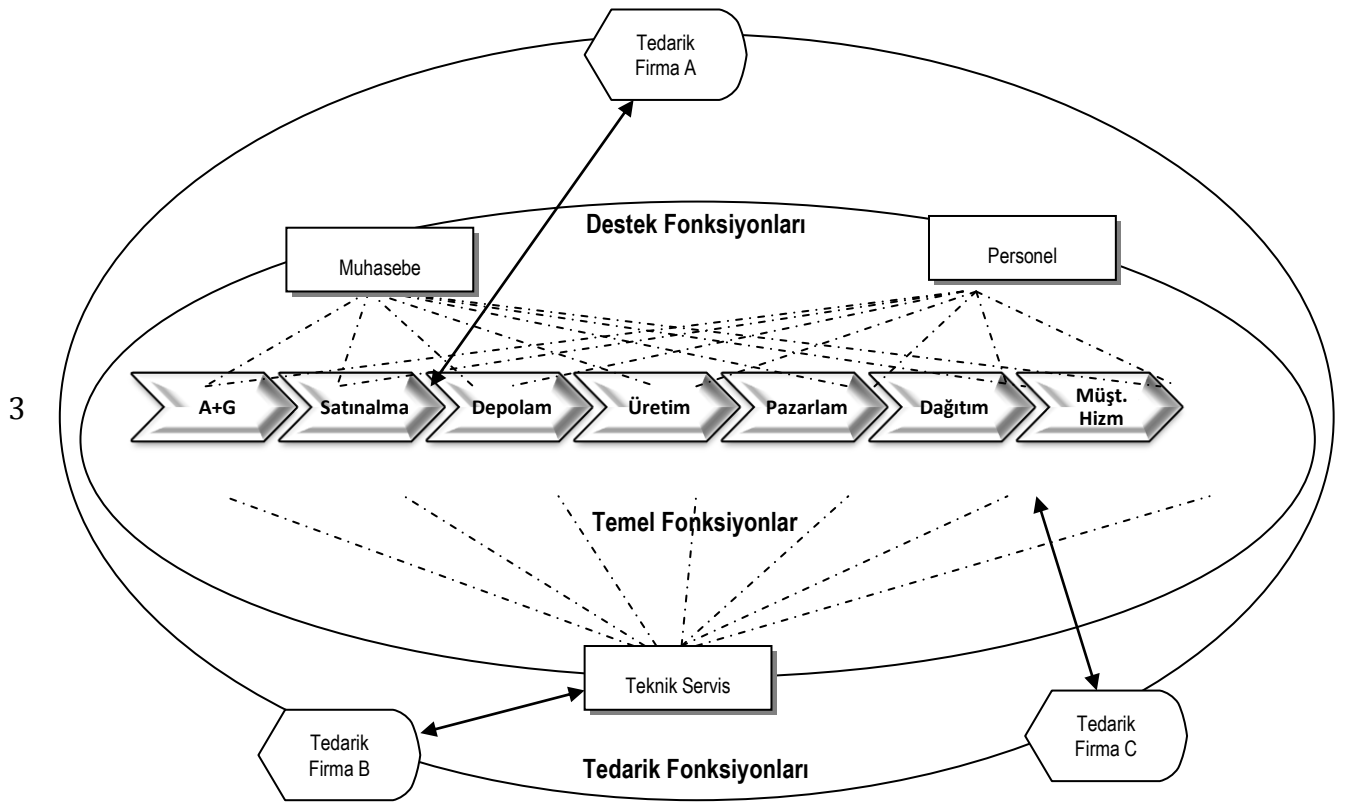 Tedarik
Firma A
Destek Fonksiyonları
Muhasebe
Personel
3
A+G
Satınalma
Depolam
Üretim
Pazarlam
Dağıtım
Müşt.
Hizm
Temel Fonksiyonlar
Teknik Servis
Tedarik
Firma B
Tedarik
Firma C
Tedarik Fonksiyonları